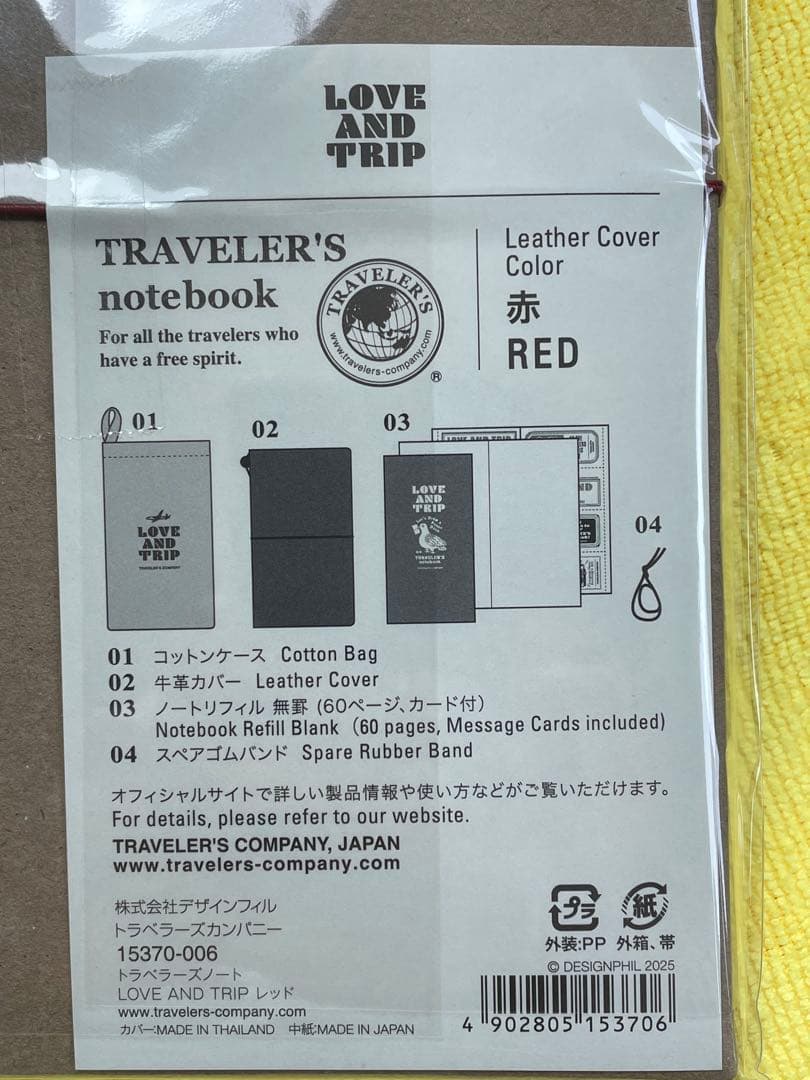 LOVE
AND
TRIP
TRAVELER'S
notebook
For all the travelers who
have a free spirit.
TRAVELER'S
www.travelers-company.com
®
Leather Cover
Color
赤
RED
01
02
03
04
LOVE
AND
TRIP
TRAVELER'S COMPANY
LOVE
AND
TRIP
TRAVELER'S
notebook
LOVE AND TRIP
01 コットンケース Cotton Bag
02 牛革カバー Leather Cover
03 ノートリフィル 無罫 (60ページ、カード付)
Notebook Refill Blank (60 pages, Message Cards included)
04 スペアゴムバンド Spare Rubber Band
オフィシャルサイトで詳しい製品情報や使い方などがご覧いただけます。
For details, please refer to our website.
TRAVELER'S COMPANY, JAPAN
www.travelers-company.com
株式会社デザインフィル
トラベラーズカンパニー
15370-006
トラベラーズノート
LOVE AND TRIP レッド
www.travelers-company.com
カバー:MADE IN THAILAND 中紙:MADE IN JAPAN
プラ
紙
外装:PP 外箱、帯
© DESIGNPHIL 2025
4 902805 153706